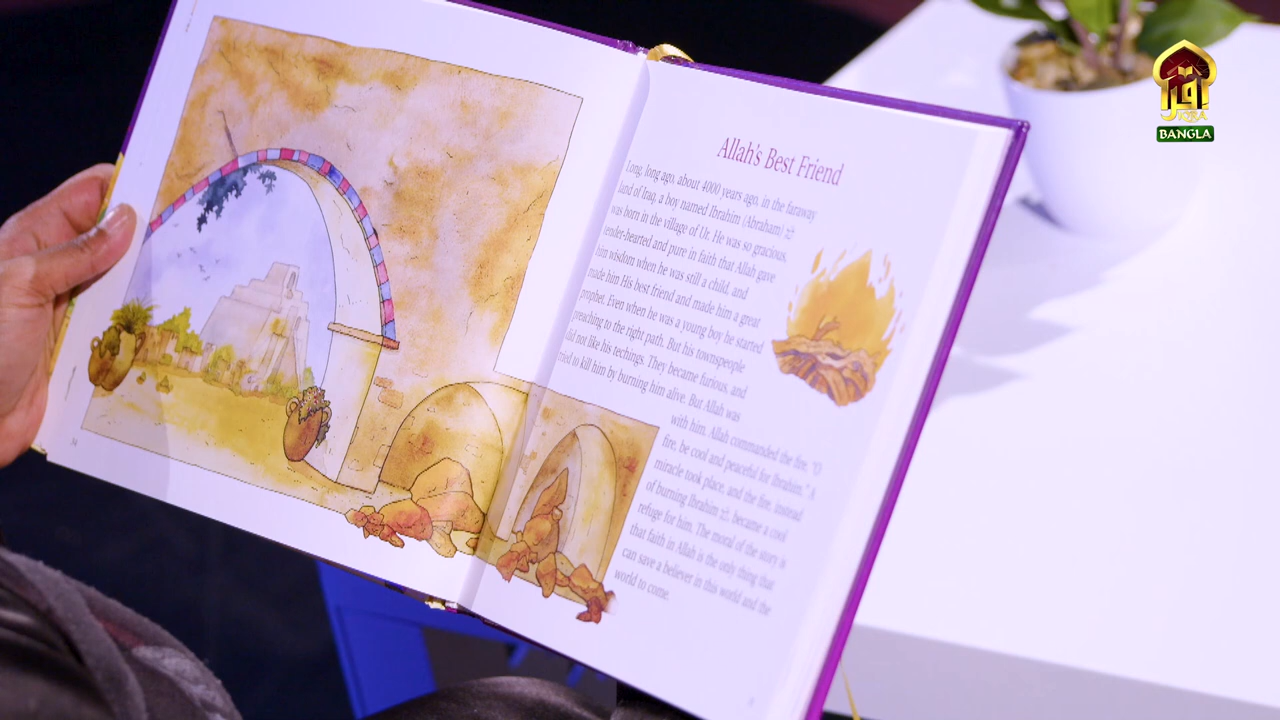 Allah's Best Friend
Long, long ago, about 4000 years ago, in the faraway
land of Iraq, a boy named Ibrahim (Abraham)
was born in the village of Ur. He was so gracious,
tender-hearted and pure in faith that Allah gave
him wisdom when he was still a child, and
made him His best friend and made him a great
prophet. Even when he was a young boy he started
preaching to the right path. But his townspeople
did not like his techings. They became furious, and
tried to kill him by burning him alive. But Allah was
with him. Allah commanded the fire, "O
fire, be cool and peaceful for Ibrahim." A
miracle took place, and the fire, instead
of burning Ibrahim became a cool
refuge for him. The moral of the story is
that faith in Allah is the only thing that
can save a believer in this world and the
world to come.
اقرأ
IQRA
BANGLA